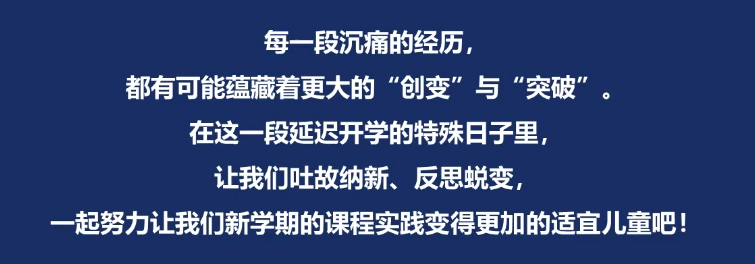 每一段沉痛的经历，
都有可能蕴藏着更大的“创变”与“突破”。
在这一段延迟开学的特殊日子里，
让我们吐故纳新、反思蜕变，
一起努力让我们新学期的课程实践变得更加的适宜儿童吧！